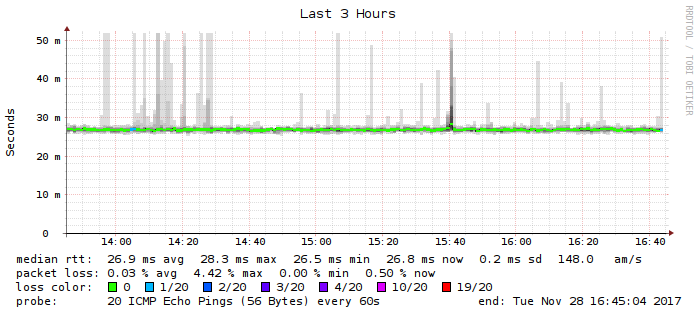 Last 3 Hours
RRDTOOL / TOBI OETIKER
Seconds
50 m
40 m
30 m
20 m
10 m
0
14:00 14:20 14:40 15:00 15:20 15:40 16:00 16:20 16:40
median rtt: 26.9 ms avg 28.3 ms max 26.5 ms min 26.8 ms now 0.2 ms sd 148.0 am/s
packet loss: 0.03 % avg 4.42 % max 0.00 % min 0.50 % now
loss color: 0 1/20 2/20 3/20 4/20 10/20 19/20
probe: 20 ICMP Echo Pings (56 Bytes) every 60s end: Tue Nov 28 16:45:04 2017